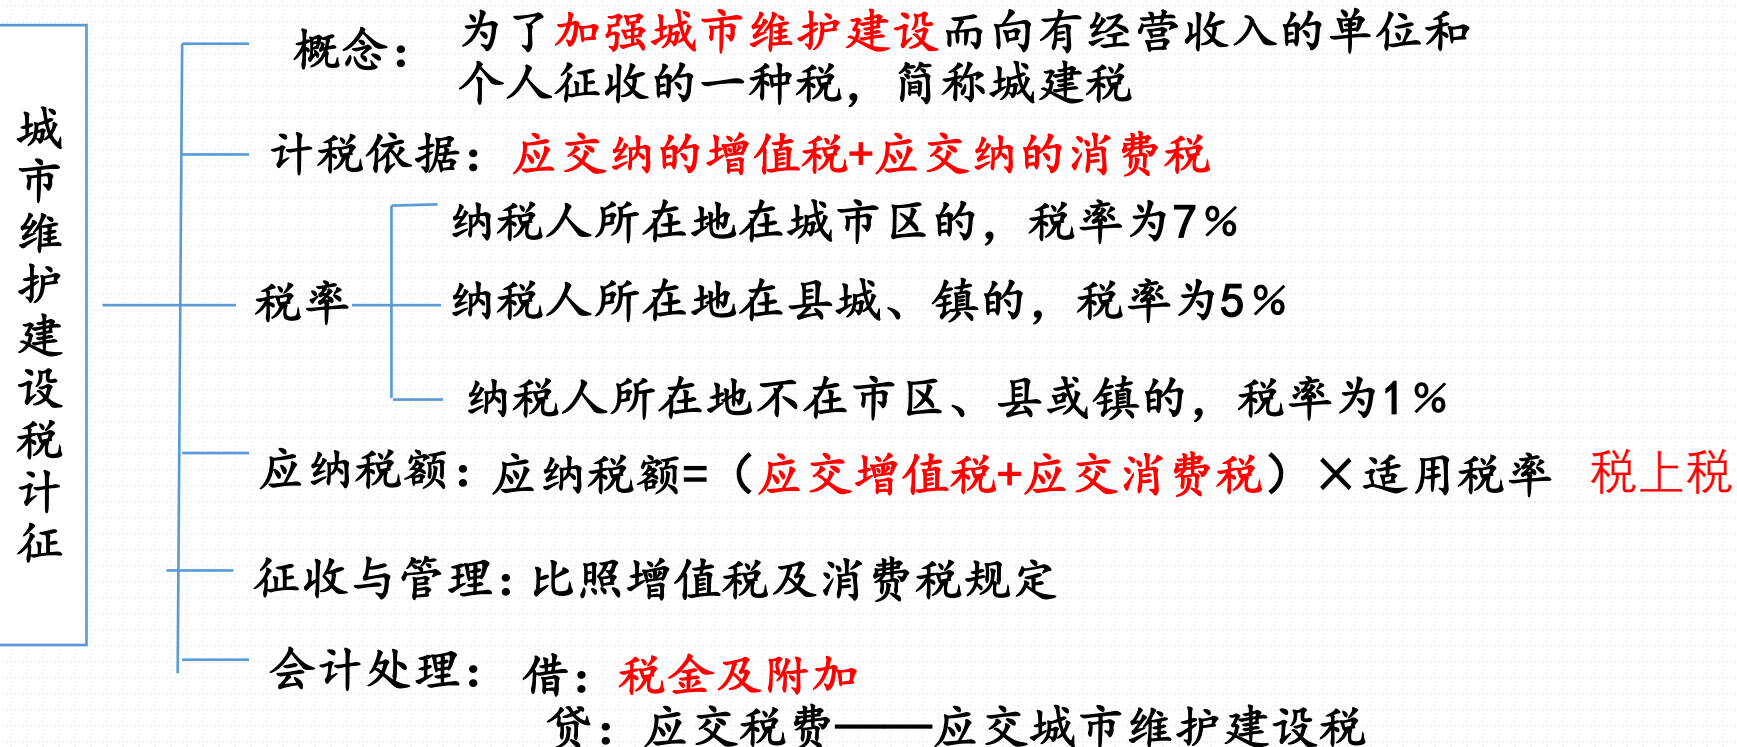 城市维护建设税计征
概念：
为了加强城市维护建设而向有经营收入的单位和
个人征收的一种税，简称城建税
计税依据：应交纳的增值税+应交纳的消费税
税率
纳税人所在地在城市区的，税率为7%
纳税人所在地在县城、镇的，税率为5%
纳税人所在地不在市区、县或镇的，税率为1%
应纳税额：应纳税额=（应交增值税+应交消费税）×适用税率 税上税
征收与管理：比照增值税及消费税规定
会计处理：借：税金及附加
贷：应交税费——应交城市维护建设税